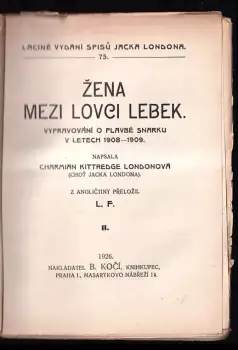 LACINÉ VYDÁNÍ SPISŮ JACKA LONDONA.
75.
ŽENA
MEZI LOVCI LEBEK.
VYPRAVOVÁNÍ O PLAVBĚ SNARKU
V LETECH 1908—1909.
NAPSALA
CHARMIAN KITTREDGE LONDONOVÁ
(CHOŤ JACKA LONDONA).
Z ANGLIČTINY PŘELOŽIL
L. F.
II.
1926.
NAKLADATEL B. KOČÍ, KNIHKUPEC,
PRAHA I, MASARYKOVO NÁBŘEŽÍ 14.